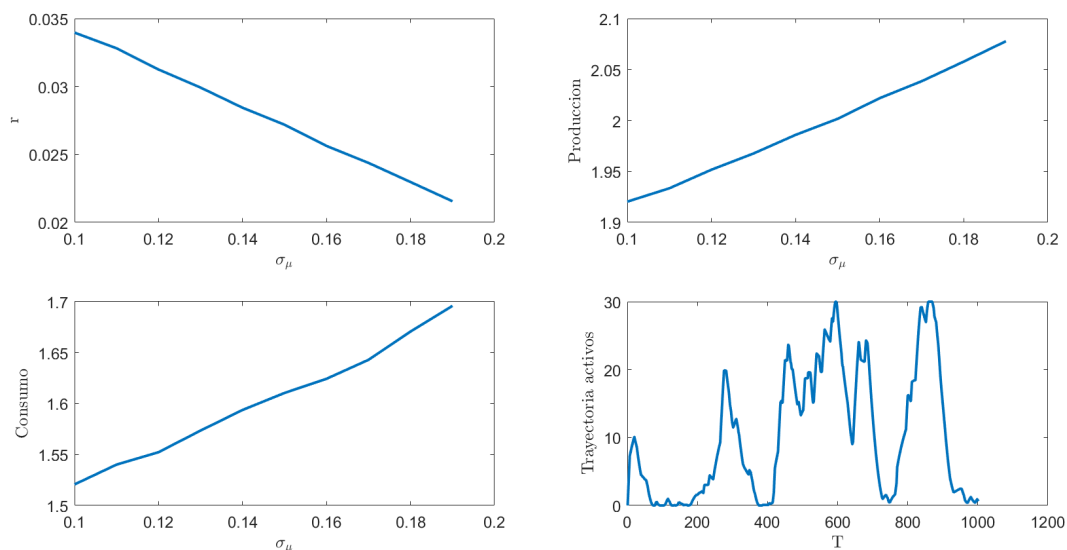 0.035
0.03
0.025
0.02
r
0.1 0.12 0.14 0.16 0.18 0.2
σ_μ
2.1
2.05
2
1.95
1.9
Produccion
0.1 0.12 0.14 0.16 0.18 0.2
σ_μ
1.7
1.65
1.6
1.55
1.5
Consumo
0.1 0.12 0.14 0.16 0.18 0.2
σ_μ
30
20
10
0
Trayectoria activos
0 200 400 600 800 1000 1200
T